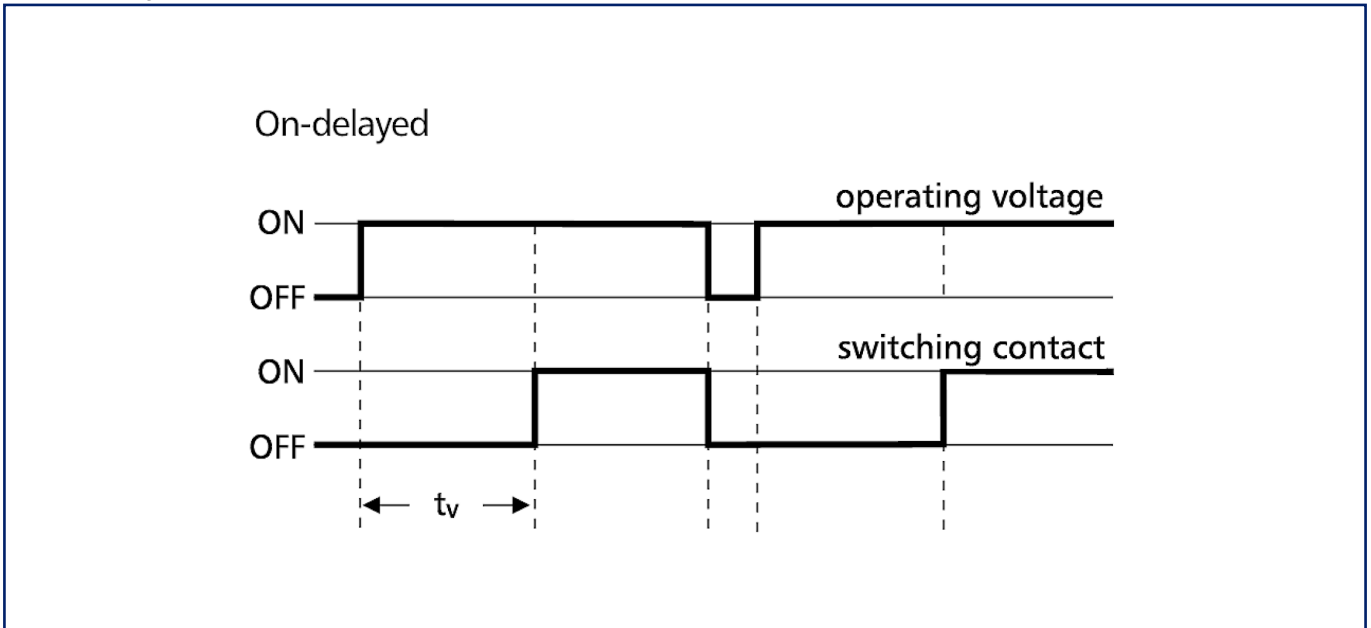 On-delayed
operating voltage
ON
OFF
switching contact
ON
OFF
tv